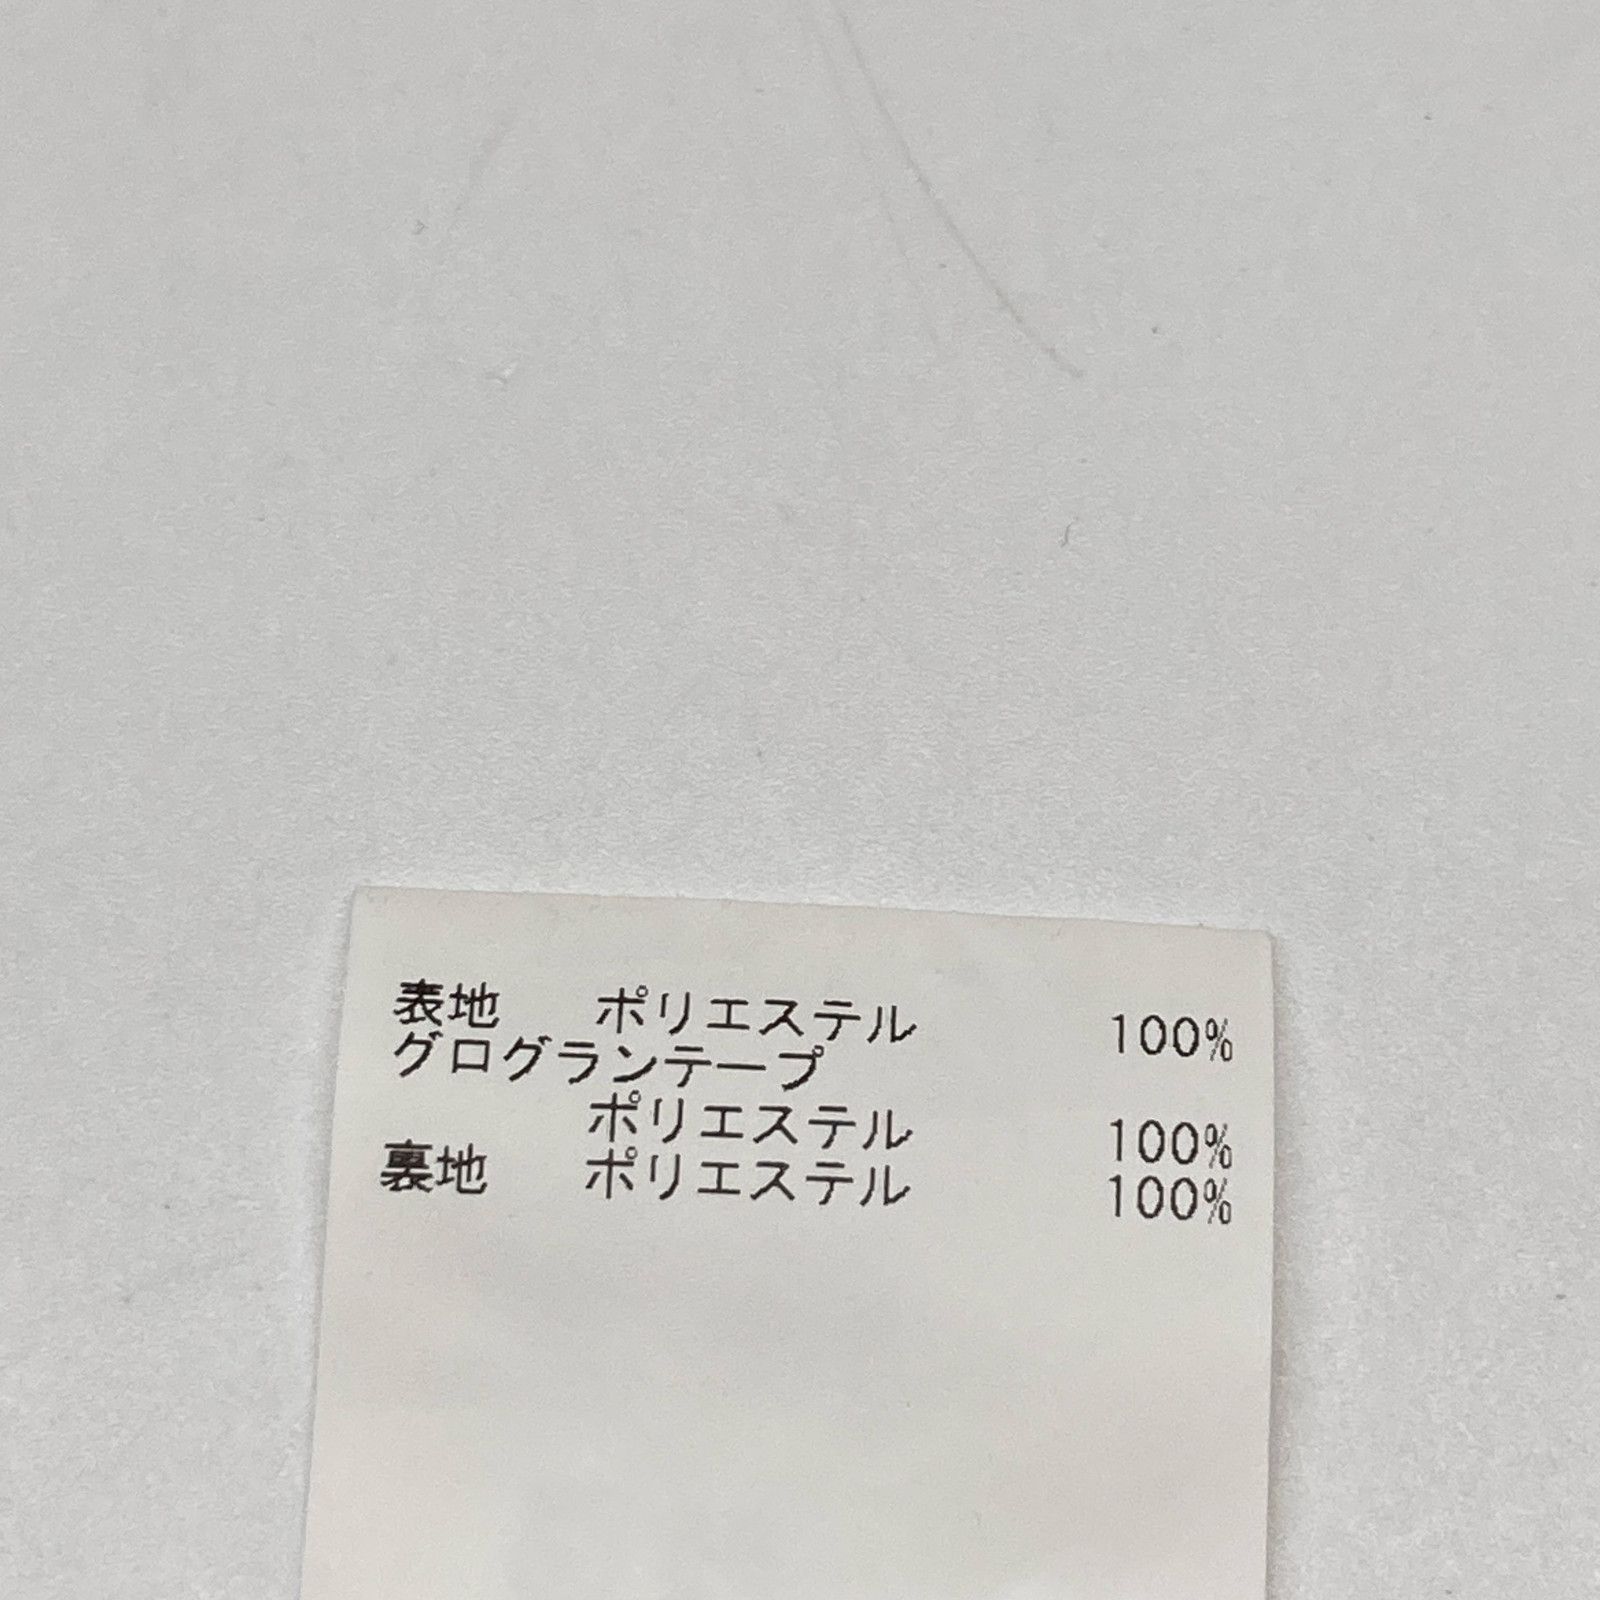 表地 ポリエステル 100%
グログランテープ
ポリエステル 100%
裏地 ポリエステル 100%